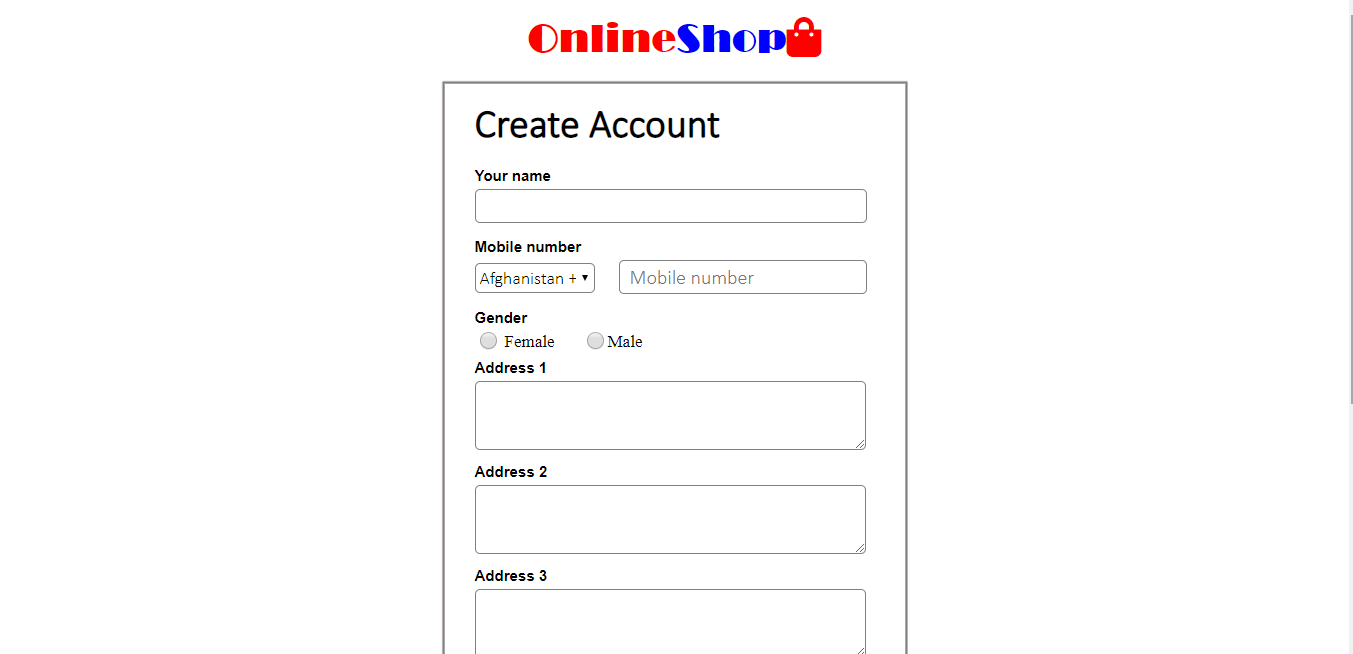 OnlineShop
Create Account
Your name
Mobile number
Afghanistan + Mobile number
Gender
Female Male
Address 1
Address 2
Address 3